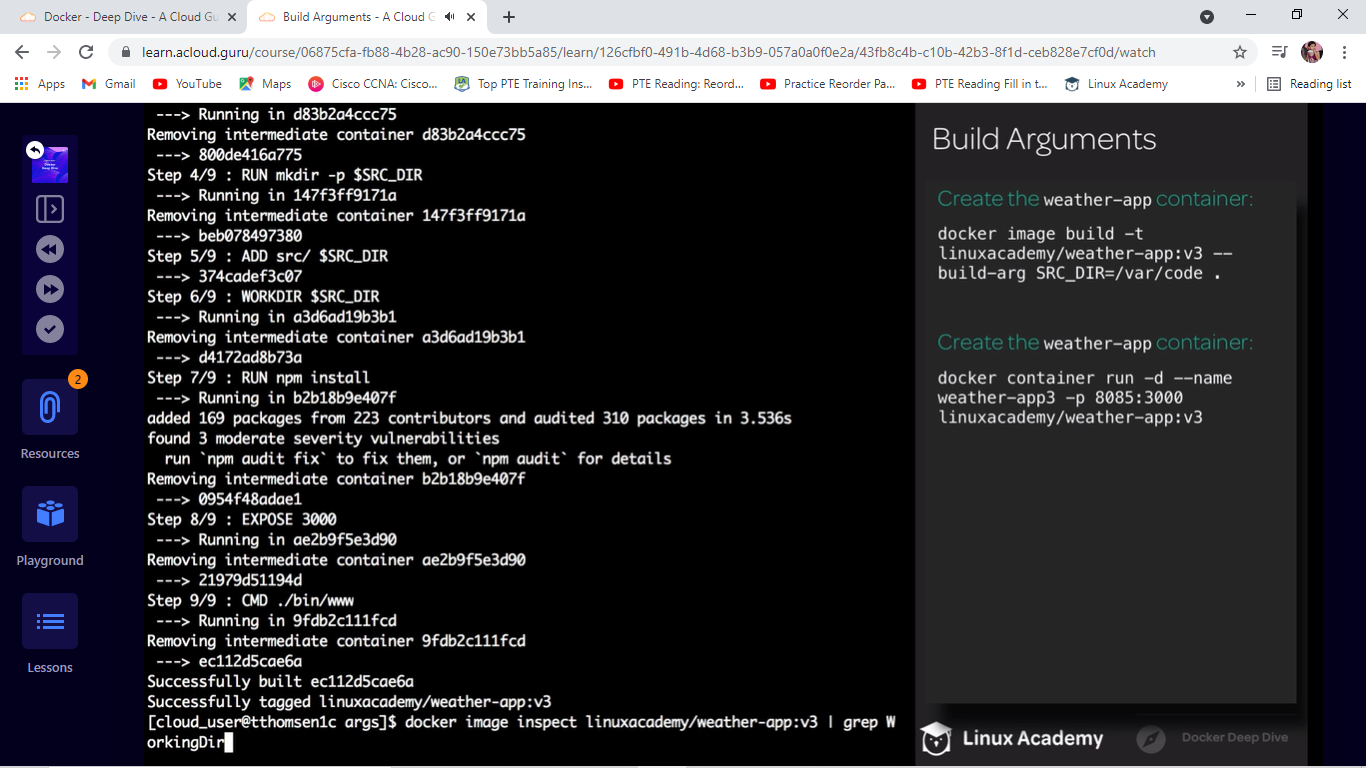 Docker - Deep Dive - A Cloud Gu
Build Arguments - A Cloud G
learn.acloud.guru/course/06875cfa-fb88-4b28-ac90-150e73bb5a85/learn/126cfbf0-491b-4d68-b3b9-057a0a0f0e2a/43fb8c4b-c10b-42b3-8f1d-ceb828e7cf0d/watch
Apps
Gmail
YouTube
Maps
Cisco CCNA: Cisco...
Top PTE Training Ins...
PTE Reading: Reord...
Practice Reorder Pa...
PTE Reading Fill in t...
Linux Academy
Reading list
2
Resources
Playground
Lessons
---> Running in d83b2a4ccc75
Removing intermediate container d83b2a4ccc75
---> 800de416a775
Step 4/9 : RUN mkdir -p $SRC_DIR
---> Running in 147f3ff9171a
Removing intermediate container 147f3ff9171a
---> beb078497380
Step 5/9 : ADD src/ $SRC_DIR
---> 374cadef3c07
Step 6/9 : WORKDIR $SRC_DIR
---> Running in a3d6ad19b3b1
Removing intermediate container a3d6ad19b3b1
---> d4172ad8b73a
Step 7/9 : RUN npm install
---> Running in b2b18b9e407f
added 169 packages from 223 contributors and audited 310 packages in 3.536s
found 3 moderate severity vulnerabilities
run `npm audit fix` to fix them, or `npm audit` for details
Removing intermediate container b2b18b9e407f
---> 0954f48adae1
Step 8/9 : EXPOSE 3000
---> Running in ae2b9f5e3d90
Removing intermediate container ae2b9f5e3d90
---> 21979d51194d
Step 9/9 : CMD ./bin/www
---> Running in 9fdb2c111fcd
Removing intermediate container 9fdb2c111fcd
---> ec112d5cae6a
Successfully built ec112d5cae6a
Successfully tagged linuxacademy/weather-app:v3
[cloud_user@tthomsen1c args]$ docker image inspect linuxacademy/weather-app:v3 | grep W
orkingDir
Build Arguments
Create the weather-app container:
docker image build -t
linuxacademy/weather-app:v3 --
build-arg SRC_DIR=/var/code .
Create the weather-app container:
docker container run -d --name
weather-app3 -p 8085:3000
linuxacademy/weather-app:v3
Linux Academy
Docker Deep Dive